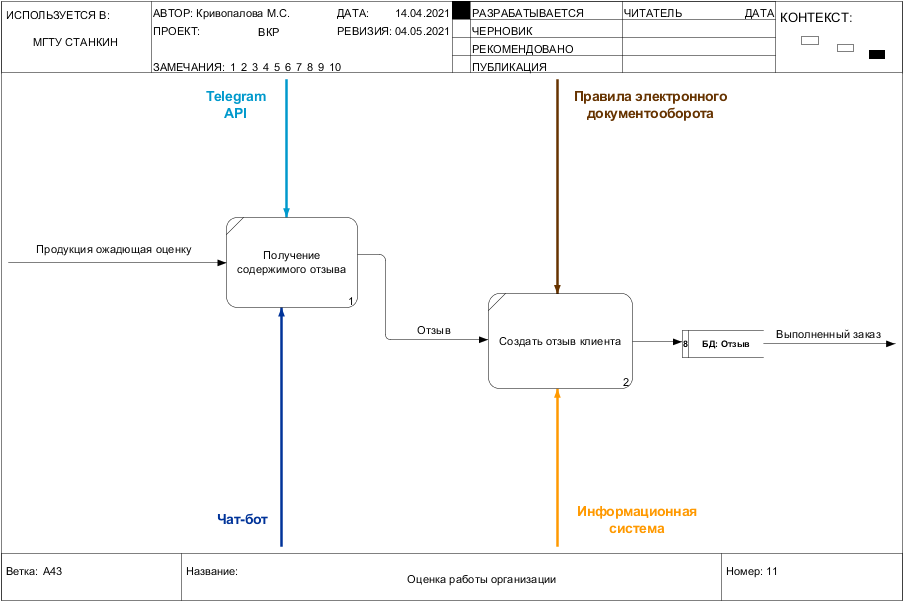 ИСПОЛЬЗУЕТСЯ В:
МГТУ СТАНКИН
АВТОР: Кривопалова М.С.
ДАТА: 14.04.2021
ПРОЕКТ: ВКР
РЕВИЗИЯ: 04.05.2021
ЗАМЕЧАНИЯ: 1 2 3 4 5 6 7 8 9 10
РАЗРАБАТЫВАЕТСЯ
ЧЕРНОВИК
РЕКОМЕНДОВАНО
ПУБЛИКАЦИЯ
ЧИТАТЕЛЬ
ДАТА
КОНТЕКСТ:
Telegram
API
Правила электронного
документооборота
Продукция ожадющая оценку
Получение
содержимого отзыва
1
Отзыв
Создать отзыв клиента
2
8
БД: Отзыв
Выполненный заказ
Чат-бот
Информационная
система
Ветка: A43
Название:
Оценка работы организации
Номер: 11